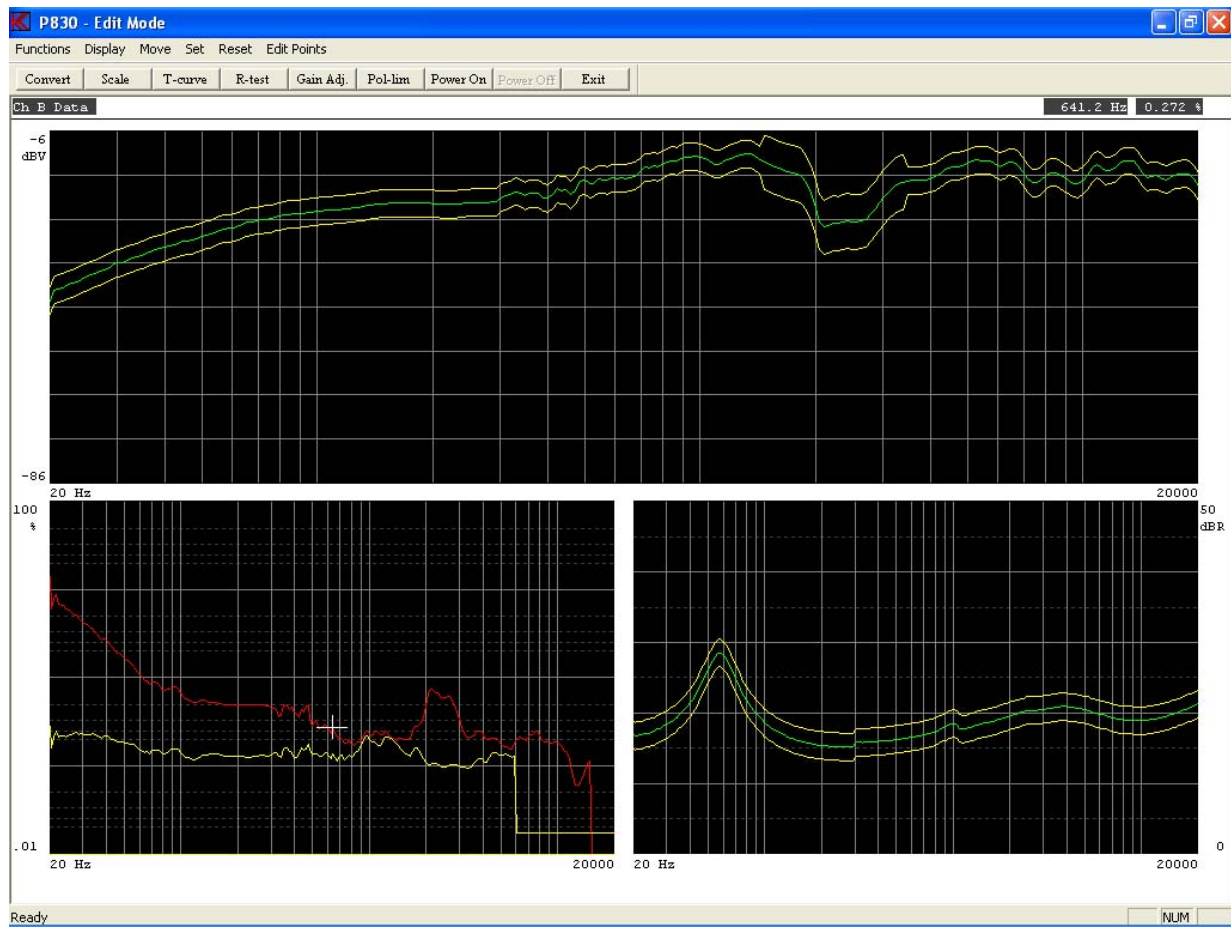 P830 - Edit Mode
Functions Display Move Set Reset Edit Points
Convert Scale T-curve R-test Gain Adj. Pol-lim Power On Power Off Exit
Ch B Data 641.2 Hz 0.272 %
-6
dBV
-86
20 Hz 20000
100
%
.01
20 Hz 20000
50
dBR
0
20 Hz 20000
Ready NUM